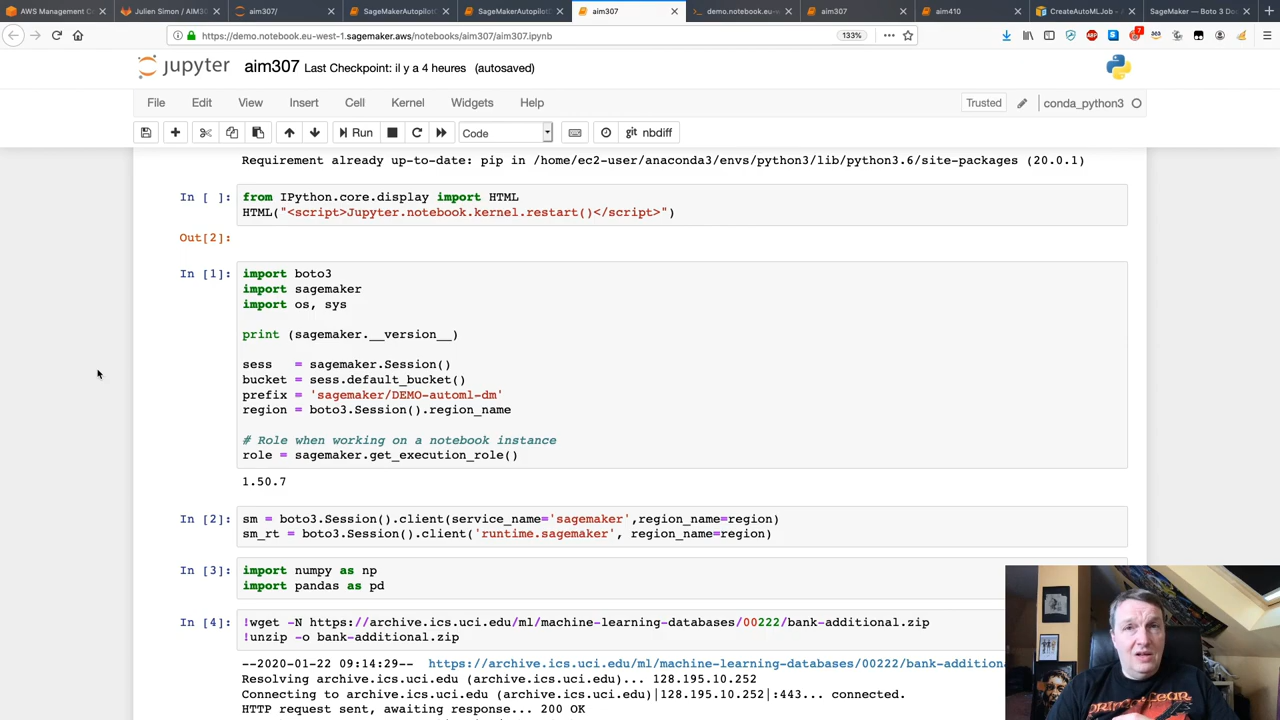 AWS Management Co
Julien Simon / AIM3
aim307/
SageMakerAutopilot
SageMakerAutopilot
aim307
demo.notebook.eu-we
aim307
aim410
CreateAutoMLJob —
SageMaker — Boto 3 Do
https://demo.notebook.eu-west-1.sagemaker.aws/notebooks/aim307/aim307.ipynb
133%
7
jupyter aim307 Last Checkpoint: il y a 4 heures (autosaved)
File Edit View Insert Cell Kernel Widgets Help
Trusted
conda_python3
Run
Code
git nbdiff
Requirement already up-to-date: pip in /home/ec2-user/anaconda3/envs/python3/lib/python3.6/site-packages (20.0.1)
In [ ]: from IPython.core.display import HTML
HTML("<script>Jupyter.notebook.kernel.restart()</script>")
Out[2]:
In [1]: import boto3
import sagemaker
import os, sys
print (sagemaker.__version__)
sess = sagemaker.Session()
bucket = sess.default_bucket()
prefix = 'sagemaker/DEMO-automl-dm'
region = boto3.Session().region_name
# Role when working on a notebook instance
role = sagemaker.get_execution_role()
1.50.7
In [2]: sm = boto3.Session().client(service_name='sagemaker',region_name=region)
sm_rt = boto3.Session().client('runtime.sagemaker', region_name=region)
In [3]: import numpy as np
import pandas as pd
In [4]: !wget -N https://archive.ics.uci.edu/ml/machine-learning-databases/00222/bank-additional.zip
!unzip -o bank-additional.zip
--2020-01-22 09:14:29-- https://archive.ics.uci.edu/ml/machine-learning-databases/00222/bank-additiona
Resolving archive.ics.uci.edu (archive.ics.uci.edu)... 128.195.10.252
Connecting to archive.ics.uci.edu (archive.ics.uci.edu)|128.195.10.252|:443... connected.
HTTP request sent, awaiting response... 200 OK